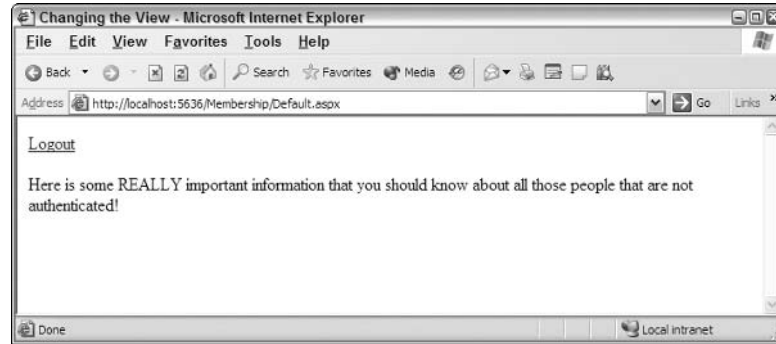 Changing the View - Microsoft Internet Explorer
File Edit View Favorites Tools Help
Back Search Favorites Media
Address http://localhost:5636/Membership/Default.aspx Go Links »
Logout
Here is some REALLY important information that you should know about all those people that are not
authenticated!
Done Local intranet